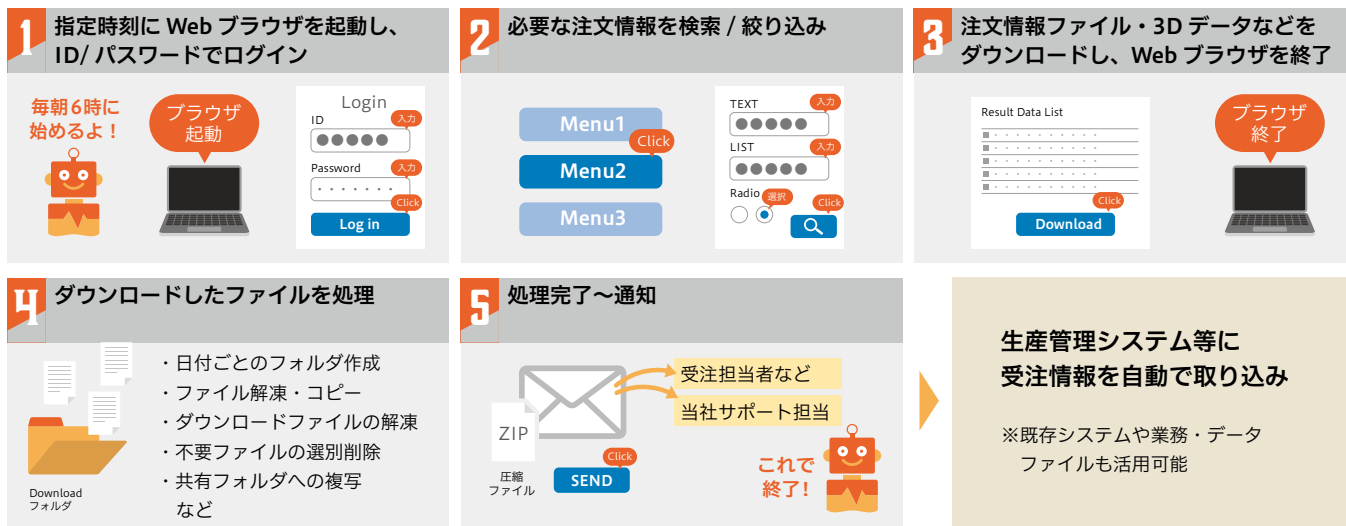 1
指定時刻に Web ブラウザを起動し、
ID/ パスワードでログイン
毎朝6時に
始めるよ！
ブラウザ
起動
Login
ID
入力
Password
入力
Click
Log in
2
必要な注文情報を検索 / 絞り込み
Menu1
Click
Menu2
Menu3
TEXT
入力
LIST
入力
Radio
選択
Click
3
注文情報ファイル・3D データなどを
ダウンロードし、Web ブラウザを終了
Result Data List
Click
Download
ブラウザ
終了
4
ダウンロードしたファイルを処理
Download
フォルダ
・日付ごとのフォルダ作成
・ファイル解凍・コピー
・ダウンロードファイルの解凍
・不要ファイルの選別削除
・共有フォルダへの複写
など
5
処理完了～通知
ZIP
圧縮
ファイル
Click
SEND
受注担当者など
当社サポート担当
これで
終了！
生産管理システム等に
受注情報を自動で取り込み
※既存システムや業務・データ
ファイルも活用可能